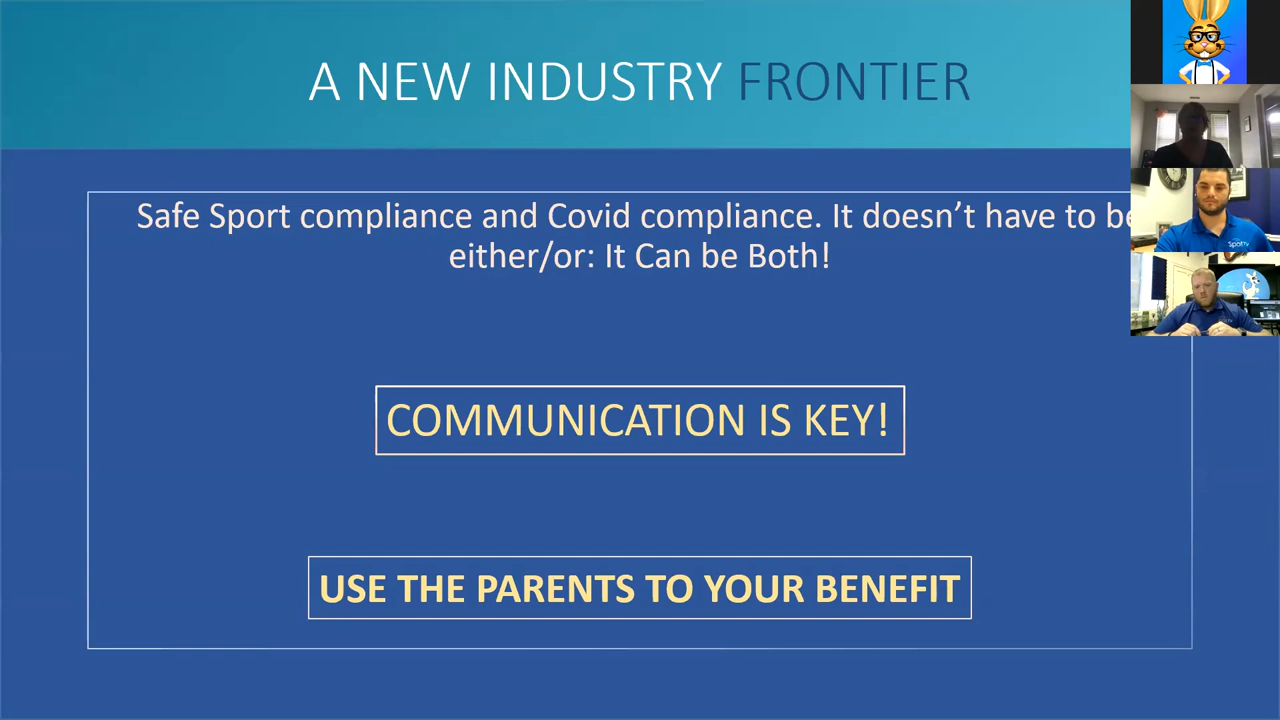 A NEW INDUSTRY FRONTIER
Safe Sport compliance and Covid compliance. It doesn’t have to be
either/or: It Can be Both!
COMMUNICATION IS KEY!
USE THE PARENTS TO YOUR BENEFIT
SpotTV